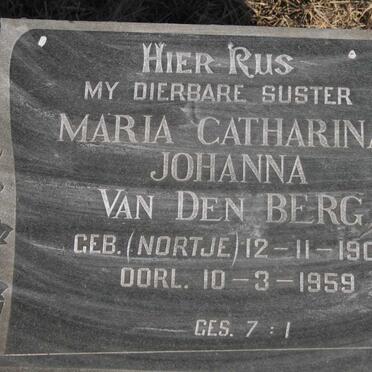 HIER RUS
MY DIERBARE SUSTER
MARIA CATHARINA
JOHANNA
VAN DEN BERG
GEB. (NORTJE) 12-11-190
OORL. 10-3-1959
GES. 7:1